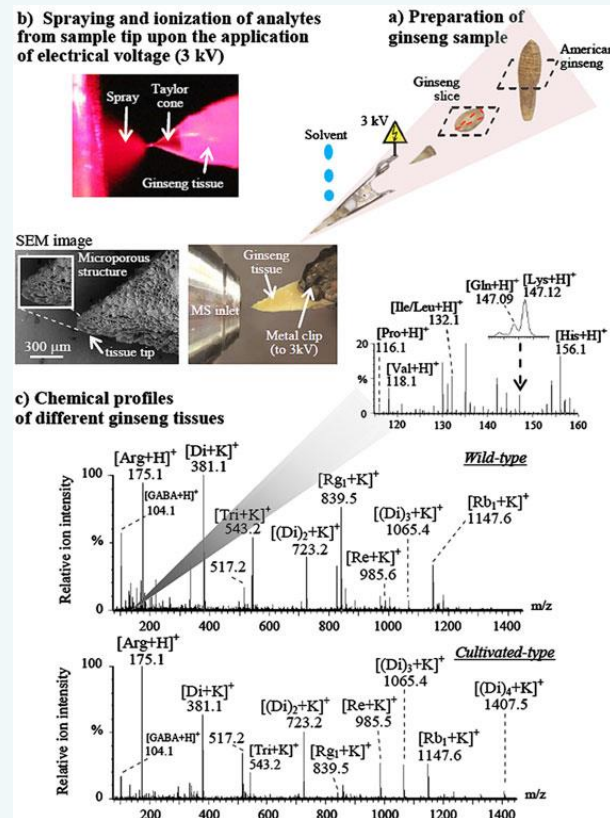 b) Spraying and ionization of analytes
from sample tip upon the application
of electrical voltage (3 kV)
a) Preparation of
ginseng sample
American
ginseng
Ginseng
slice
3 kV
Solvent
Spray
Taylor
cone
Ginseng tissue
SEM image
Microporous
structure
300 μm
tissue tip
Ginseng
tissue
MS inlet
Metal clip
(to 3kV)
[Gln+H]⁺
147.09
[Lys+H]⁺
147.12
[Ile/Leu+H]⁺
132.1
[Pro+H]⁺
116.1
[Val+H]⁺
118.1
[His+H]⁺
156.1
20
%
0
120 130 140 150 160
c) Chemical profiles
of different ginseng tissues
Wild-type
Relative ion intensity
100
%
0
[GABA+H]⁺
104.1
[Arg+H]⁺
175.1
[Di+K]⁺
381.1
517.2
[Tri+K]⁺
543.2
[(Di)₂+K]⁺
723.2
[Rg₁+K]⁺
839.5
[Re+K]⁺
985.6
[(Di)₃+K]⁺
1065.4
[Rb₁+K]⁺
1147.6
200 400 600 800 1000 1200 1400 m/z
Cultivated-type
Relative ion intensity
100
%
0
[GABA+H]⁺
104.1
[Arg+H]⁺
175.1
[Di+K]⁺
381.1
517.2
[Tri+K]⁺
543.2
[(Di)₂+K]⁺
723.2
[Rg₁+K]⁺
839.5
[Re+K]⁺
985.5
[(Di)₃+K]⁺
1065.4
[Rb₁+K]⁺
1147.6
[(Di)₄+K]⁺
1407.5
200 400 600 800 1000 1200 1400 m/z